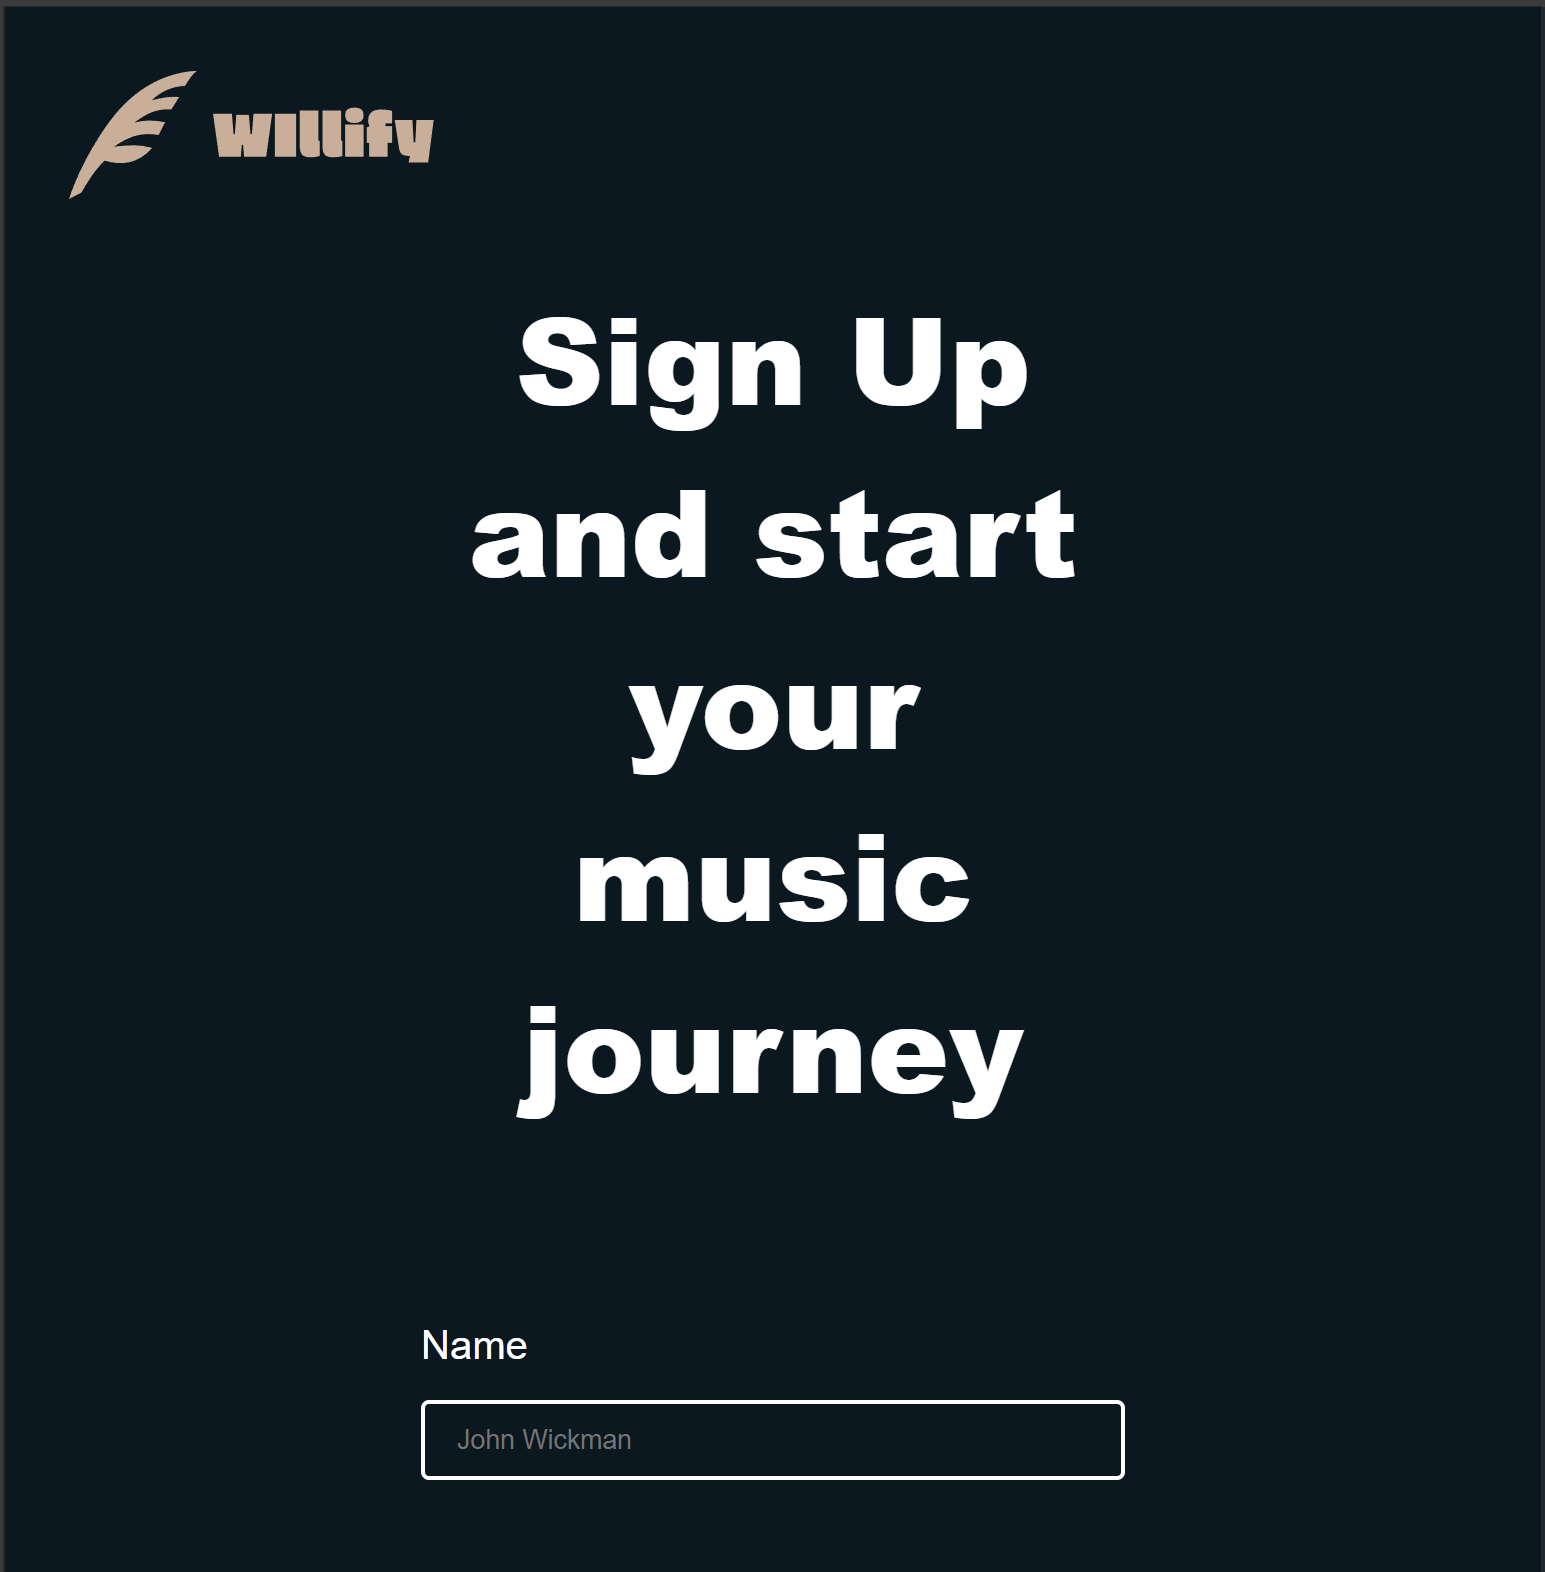 WIllify
Sign Up
and start
your
music
journey
Name
John Wickman